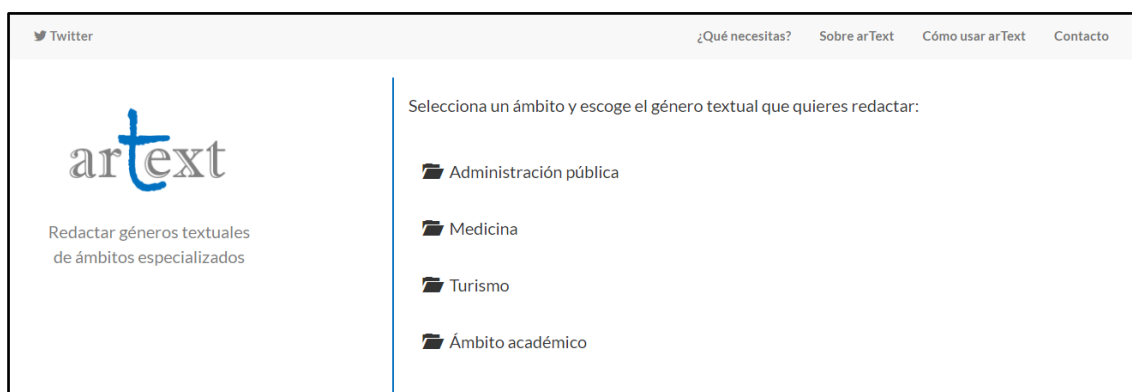 Twitter
¿Qué necesitas? Sobre arText Cómo usar arText Contacto
artext
Redactar géneros textuales
de ámbitos especializados
Selecciona un ámbito y escoge el género textual que quieres redactar:
Administración pública
Medicina
Turismo
Ámbito académico